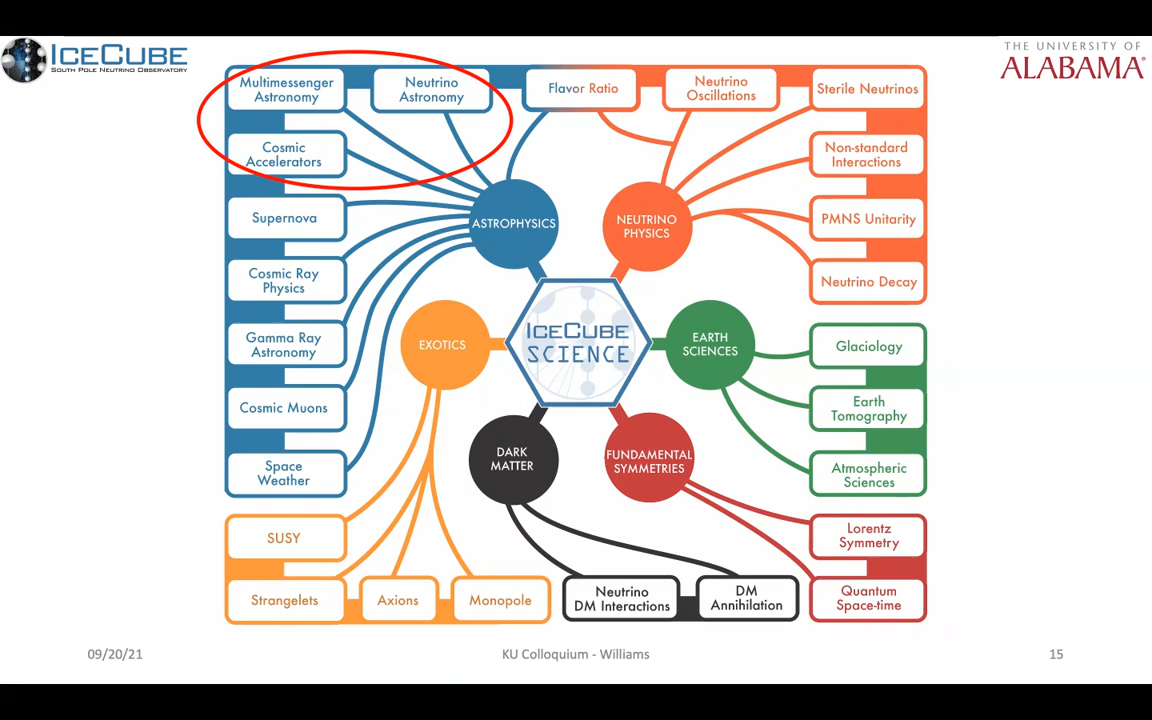 ICECUBE
SOUTH POLE NEUTRINO OBSERVATORY
THE UNIVERSITY OF
ALABAMA
Multimessenger
Astronomy
Neutrino
Astronomy
Flavor Ratio
Neutrino
Oscillations
Sterile Neutrinos
Cosmic
Accelerators
Non-standard
Interactions
Supernova
ASTROPHYSICS
NEUTRINO
PHYSICS
PMNS Unitarity
Cosmic Ray
Physics
Neutrino Decay
Gamma Ray
Astronomy
EXOTICS
ICECUBE
SCIENCE
EARTH
SCIENCES
Glaciology
Cosmic Muons
Earth
Tomography
Space
Weather
DARK
MATTER
FUNDAMENTAL
SYMMETRIES
Atmospheric
Sciences
SUSY
Lorentz
Symmetry
Strangelets
Axions
Monopole
Neutrino
DM Interactions
DM
Annihilation
Quantum
Space-time
09/20/21
KU Colloquium - Williams
15